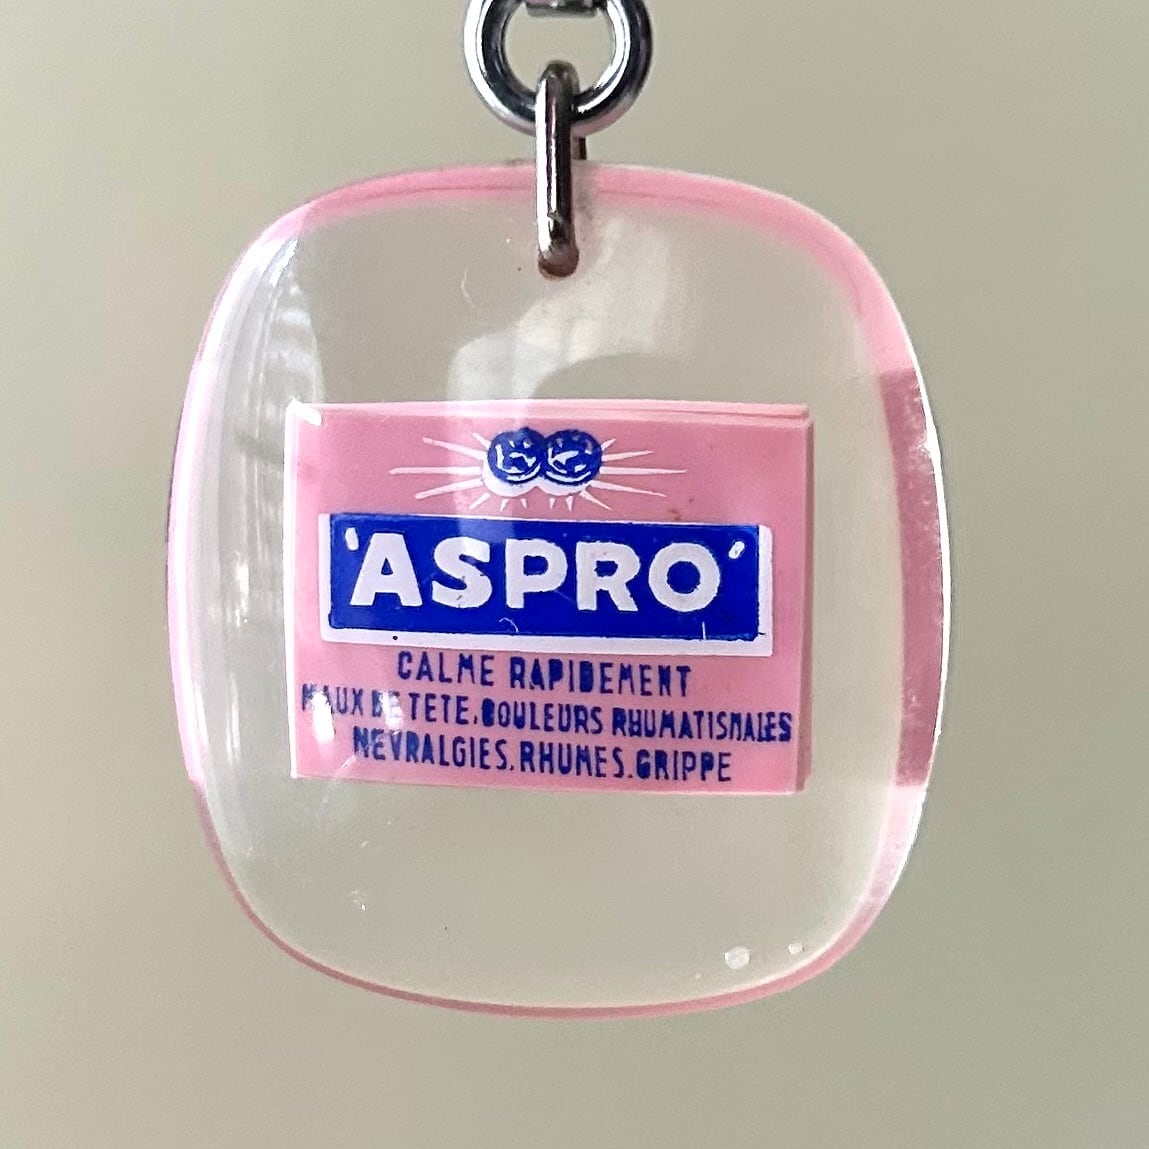 'ASPRO'
CALME RAPIDEMENT
MAUX DE TETE. DOULEURS RHUMATISMALES
NEVRALGIES. RHUMES. GRIPPE